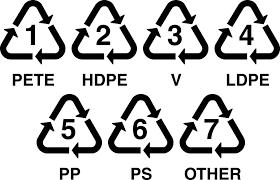 1 2 3 4
PETE HDPE V LDPE
5 6 7
PP PS OTHER